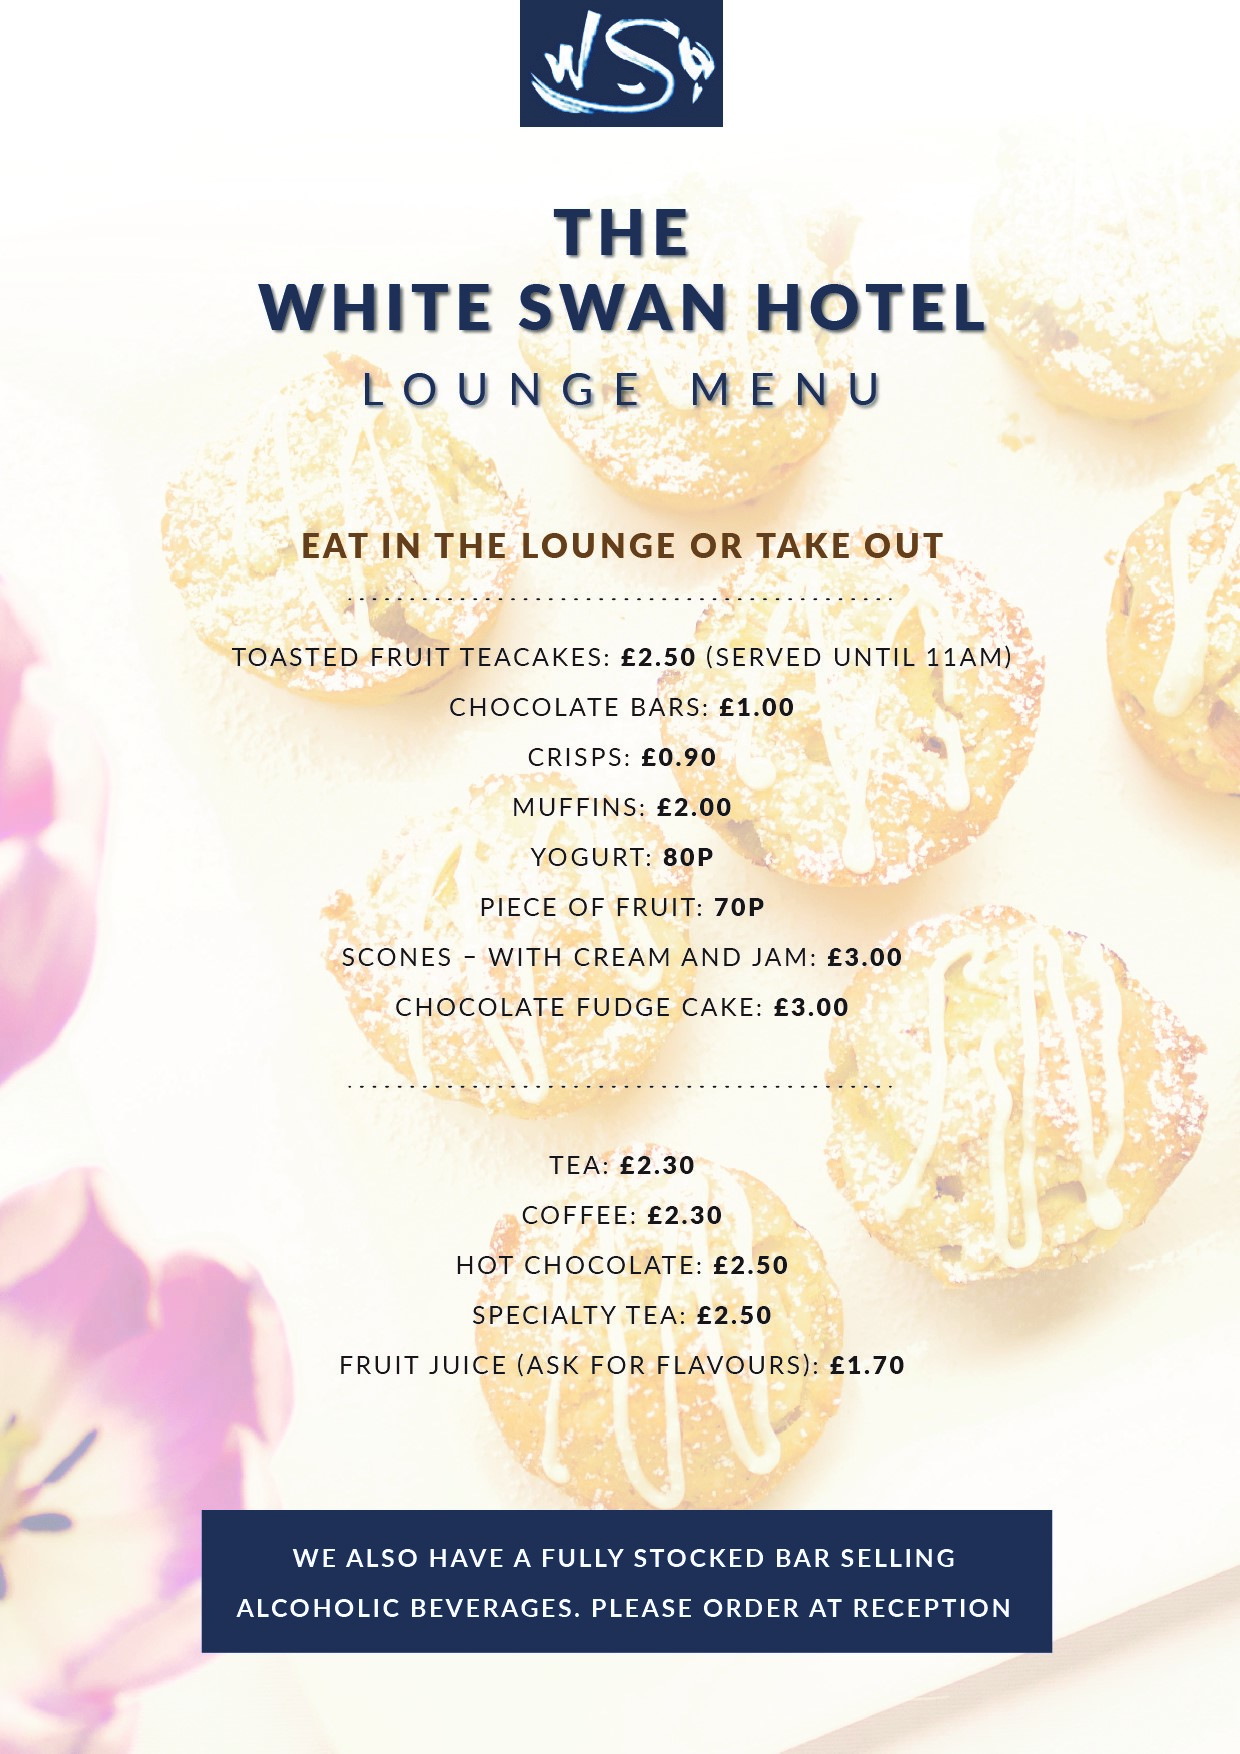 WSH
THE
WHITE SWAN HOTEL
LOUNGE MENU
EAT IN THE LOUNGE OR TAKE OUT
TOASTED FRUIT TEACAKES: £2.50 (SERVED UNTIL 11AM)
CHOCOLATE BARS: £1.00
CRISPS: £0.90
MUFFINS: £2.00
YOGURT: 80P
PIECE OF FRUIT: 70P
SCONES – WITH CREAM AND JAM: £3.00
CHOCOLATE FUDGE CAKE: £3.00
TEA: £2.30
COFFEE: £2.30
HOT CHOCOLATE: £2.50
SPECIALTY TEA: £2.50
FRUIT JUICE (ASK FOR FLAVOURS): £1.70
WE ALSO HAVE A FULLY STOCKED BAR SELLING
ALCOHOLIC BEVERAGES. PLEASE ORDER AT RECEPTION